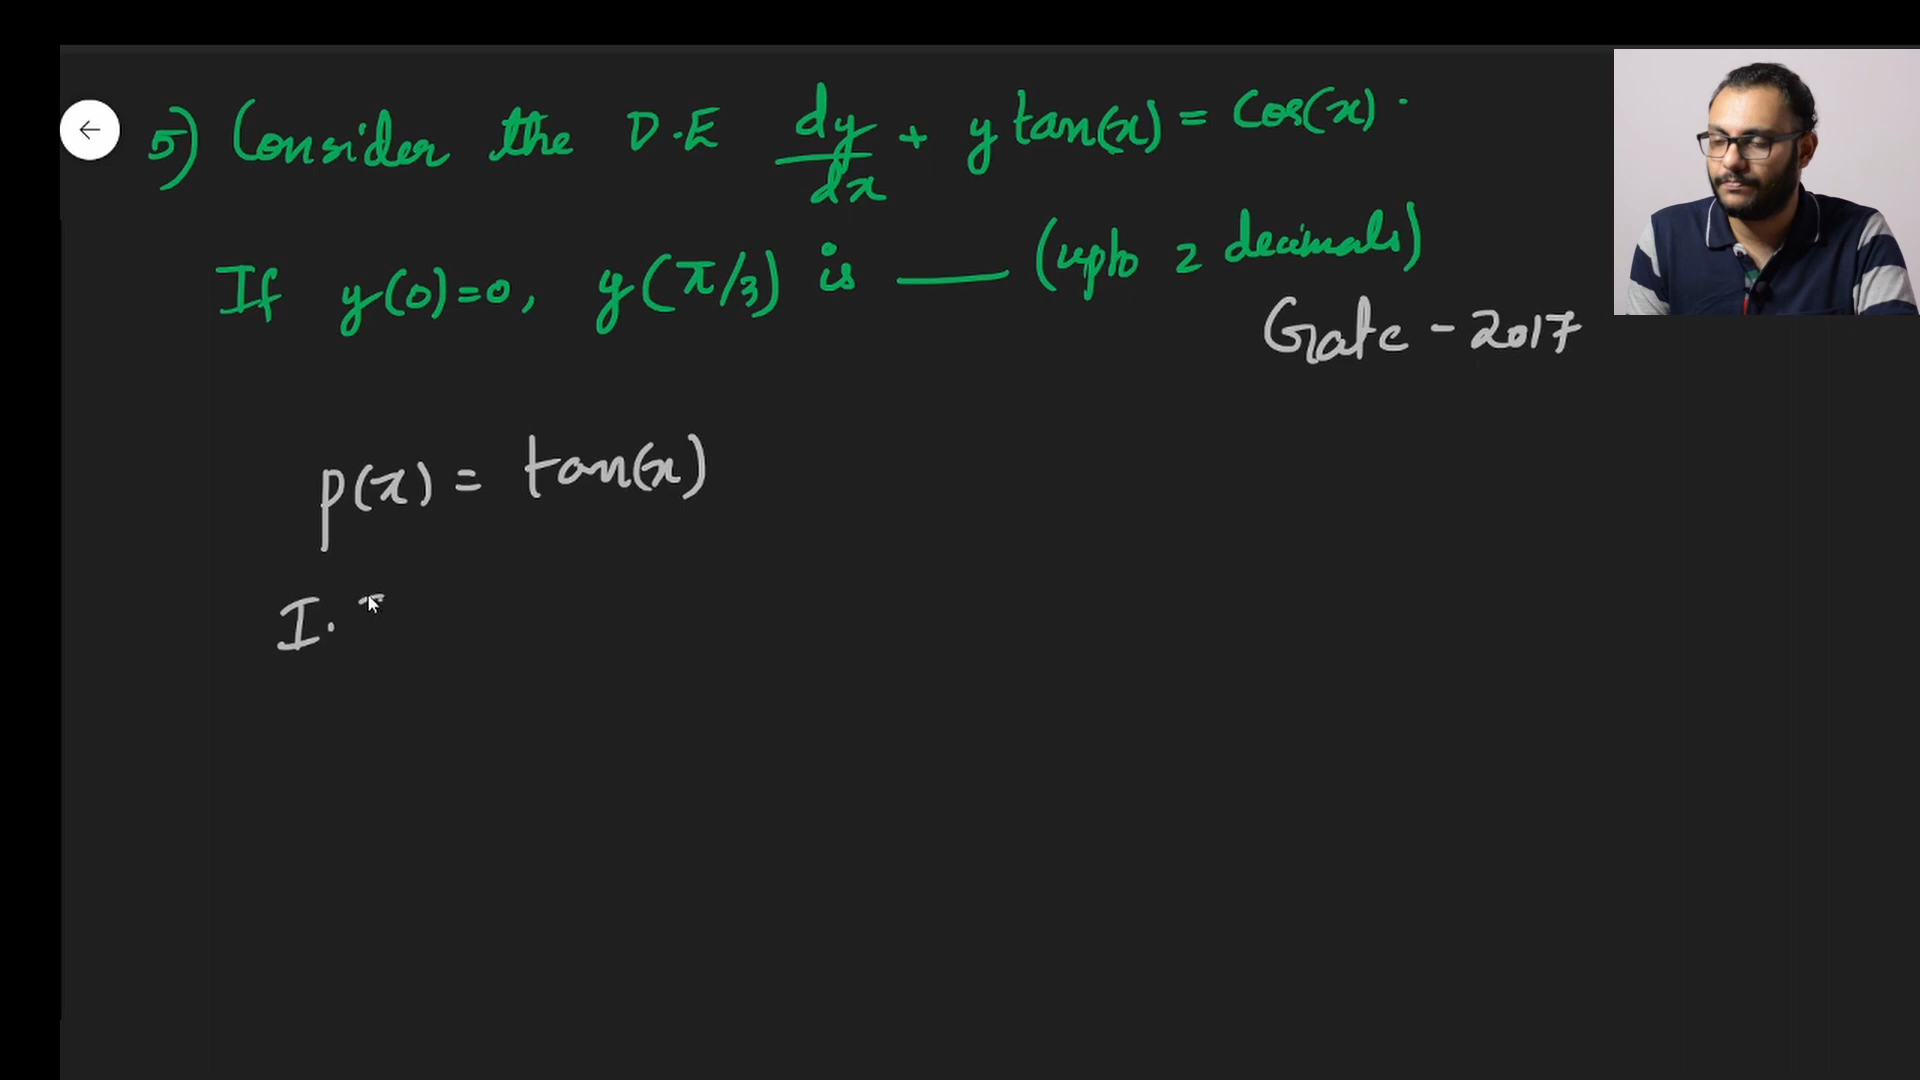 5) Consider the D.E dy/dx + y tan(x) = Cos(x).
If y(0)=0, y(π/3) is ___ (upto 2 decimals)
Gate - 2017
p(x) = tan(x)
I.